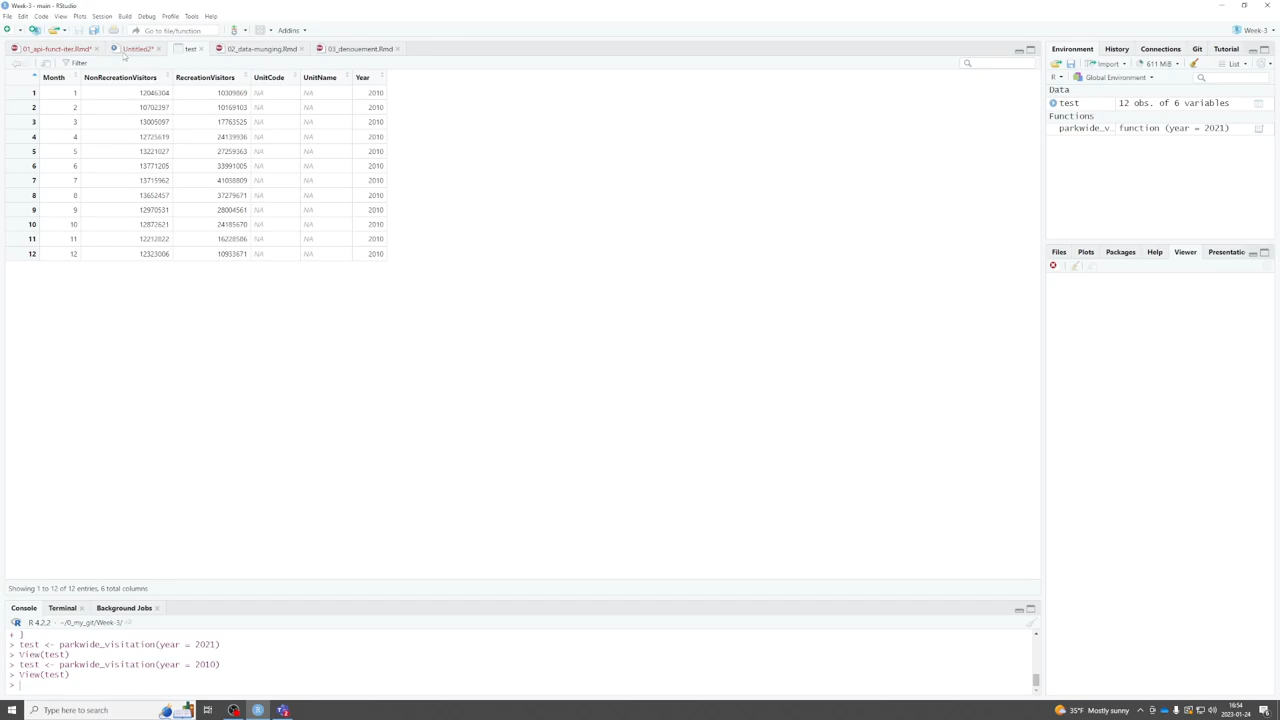 Week-3 - main - RStudio
File Edit Code View Plots Session Build Debug Profile Tools Help
Go to file/function Addins Week-3
01_api-funct-iter.Rmd* Untitled2* test 02_data-munging.Rmd 03_denouement.Rmd
Filter
Month NonRecreationVisitors RecreationVisitors UnitCode UnitName Year
1 1 12046304 10309869 NA NA 2010
2 2 10702397 10169103 NA NA 2010
3 3 13005097 17763525 NA NA 2010
4 4 12725619 24139936 NA NA 2010
5 5 13221027 27259363 NA NA 2010
6 6 13771205 33991005 NA NA 2010
7 7 13715962 41038809 NA NA 2010
8 8 13652457 37279671 NA NA 2010
9 9 12970531 28004561 NA NA 2010
10 10 12872621 24185670 NA NA 2010
11 11 12212822 16228586 NA NA 2010
12 12 12323006 10933671 NA NA 2010
Showing 1 to 12 of 12 entries, 6 total columns
Console Terminal Background Jobs
R 4.2.2 · ~/0_my_git/Week-3/
+ }
> test <- parkwide_visitation(year = 2021)
> View(test)
> test <- parkwide_visitation(year = 2010)
> View(test)
>
Environment History Connections Git Tutorial
Import 611 MiB List
R Global Environment
Data
test 12 obs. of 6 variables
Functions
parkwide_v… function (year = 2021)
Files Plots Packages Help Viewer Presentatio
Type here to search
35°F Mostly sunny
16:54
2023-01-24
6